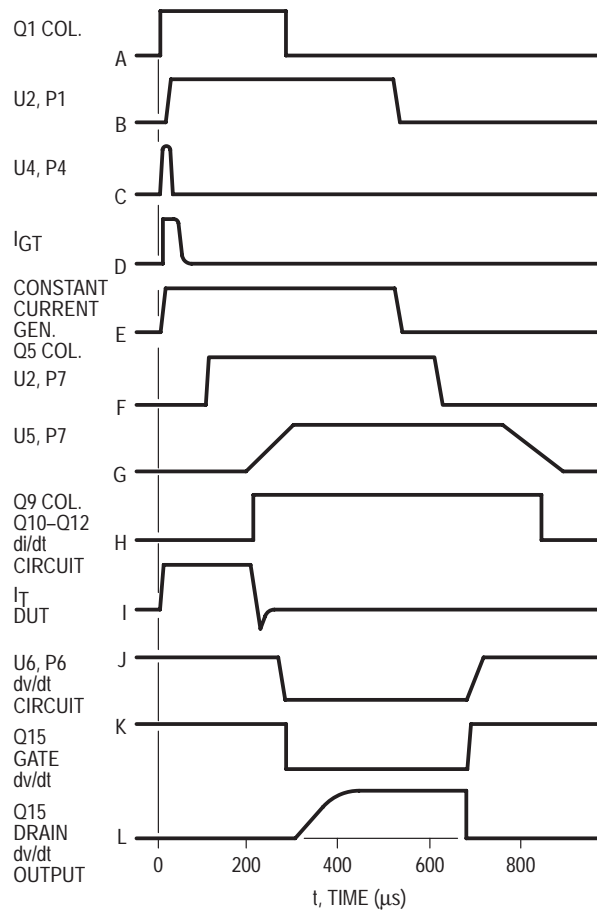 Q1 COL.
A
U2, P1
B
U4, P4
C
IGT
D
CONSTANT
CURRENT
GEN.
E
Q5 COL.
U2, P7
F
U5, P7
G
Q9 COL.
Q10–Q12
di/dt
H
CIRCUIT
IT
DUT
I
J
U6, P6
dv/dt
CIRCUIT
K
Q15
GATE
dv/dt
Q15
DRAIN
L
dv/dt
OUTPUT
0 200 400 600 800
t, TIME (µs)